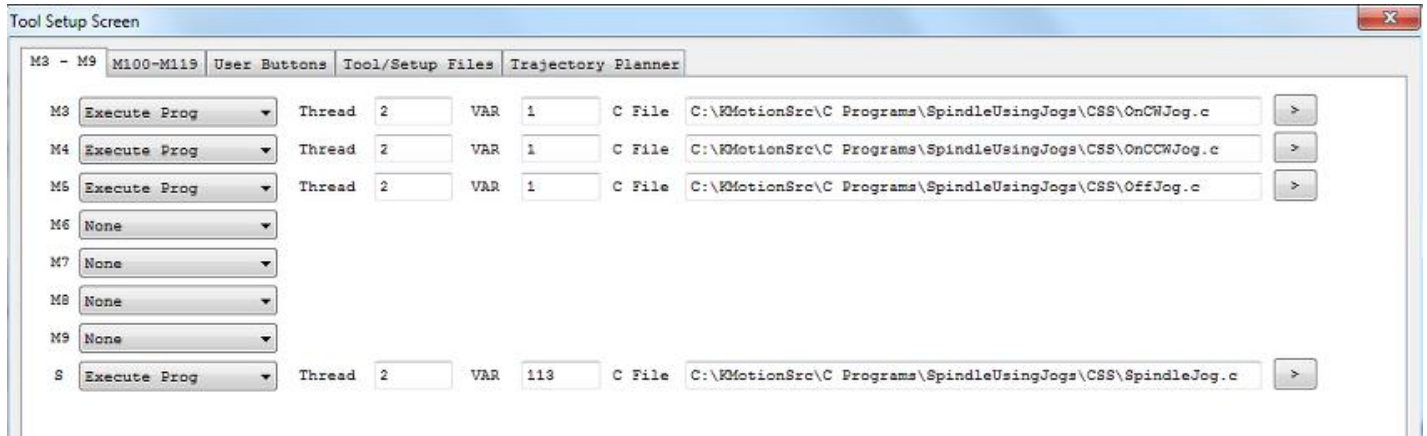 Tool Setup Screen
M3 - M9 M100-M119 User Buttons Tool/Setup Files Trajectory Planner
M3 Execute Prog Thread 2 VAR 1 C File C:\KMotionSrc\C Programs\SpindleUsingJogs\CSS\OnCWJog.c >
M4 Execute Prog Thread 2 VAR 1 C File C:\KMotionSrc\C Programs\SpindleUsingJogs\CSS\OnCCWJog.c >
M5 Execute Prog Thread 2 VAR 1 C File C:\KMotionSrc\C Programs\SpindleUsingJogs\CSS\OffJog.c >
M6 None
M7 None
M8 None
M9 None
S Execute Prog Thread 2 VAR 113 C File C:\KMotionSrc\C Programs\SpindleUsingJogs\CSS\SpindleJog.c >